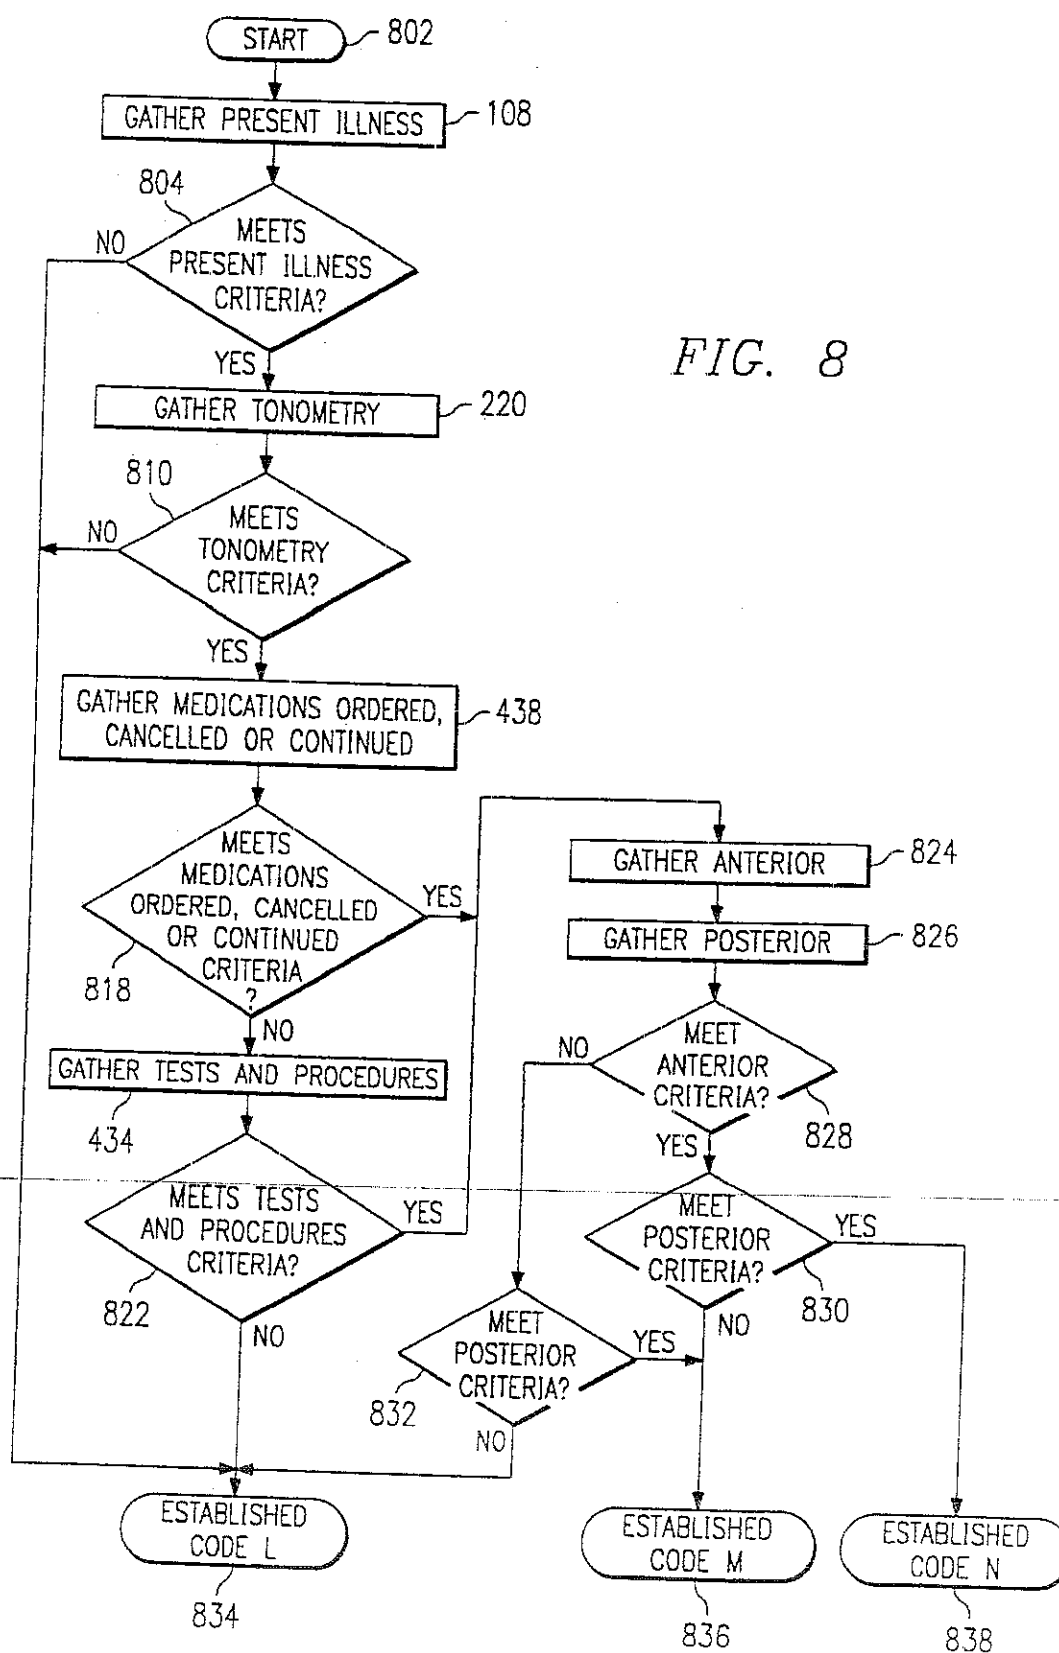 START
802
GATHER PRESENT ILLNESS
108
804
MEETS
PRESENT ILLNESS
CRITERIA?
NO
YES
FIG. 8
GATHER TONOMETRY
220
810
MEETS
TONOMETRY
CRITERIA?
NO
YES
GATHER MEDICATIONS ORDERED,
CANCELLED OR CONTINUED
438
MEETS
MEDICATIONS
ORDERED, CANCELLED
OR CONTINUED
CRITERIA
?
YES
818
NO
GATHER TESTS AND PROCEDURES
434
MEETS TESTS
AND PROCEDURES
CRITERIA?
YES
822
NO
GATHER ANTERIOR
824
GATHER POSTERIOR
826
MEET
ANTERIOR
CRITERIA?
NO
828
YES
MEET
POSTERIOR
CRITERIA?
YES
830
NO
MEET
POSTERIOR
CRITERIA?
YES
832
NO
ESTABLISHED
CODE L
834
ESTABLISHED
CODE M
836
ESTABLISHED
CODE N
838